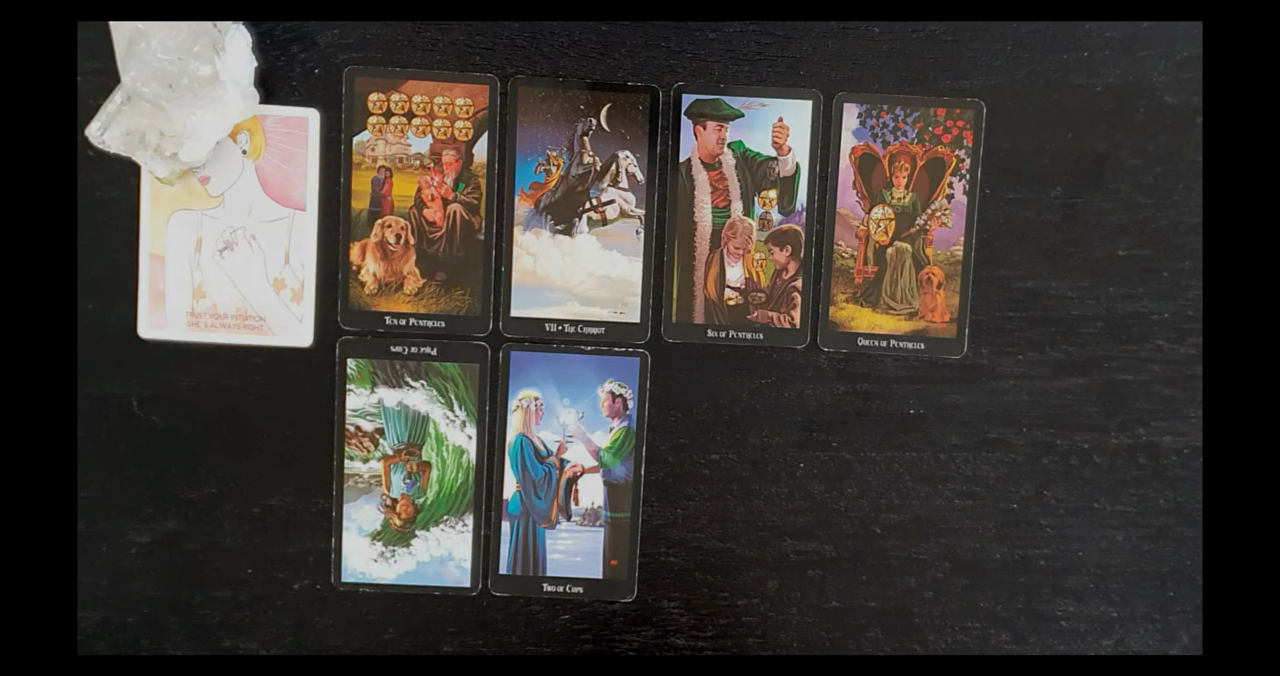 TRUST YOUR INTUITION
SHE'S ALWAYS RIGHT
TEN OF PENTACLES
VII • THE CHARIOT
SIX OF PENTACLES
QUEEN OF PENTACLES
PAGE OF CUPS
TWO OF CUPS